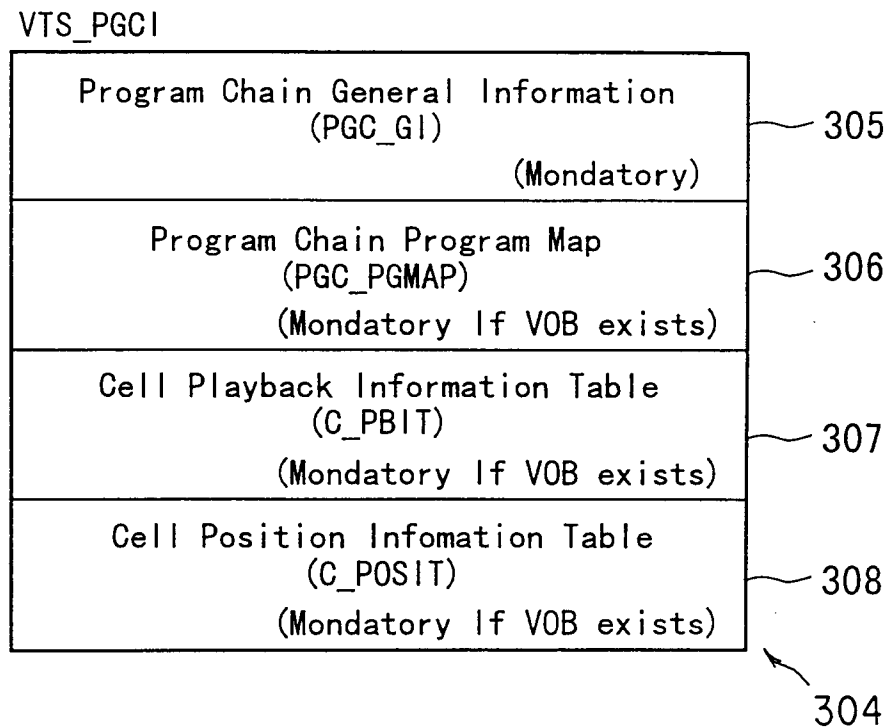 VTS_PGCI
Program Chain General Information
(PGC_GI)
(Mondatory)
305
Program Chain Program Map
(PGC_PGMAP)
(Mondatory If VOB exists)
306
Cell Playback Information Table
(C_PBIT)
(Mondatory If VOB exists)
307
Cell Position Infomation Table
(C_POSIT)
(Mondatory If VOB exists)
308
304